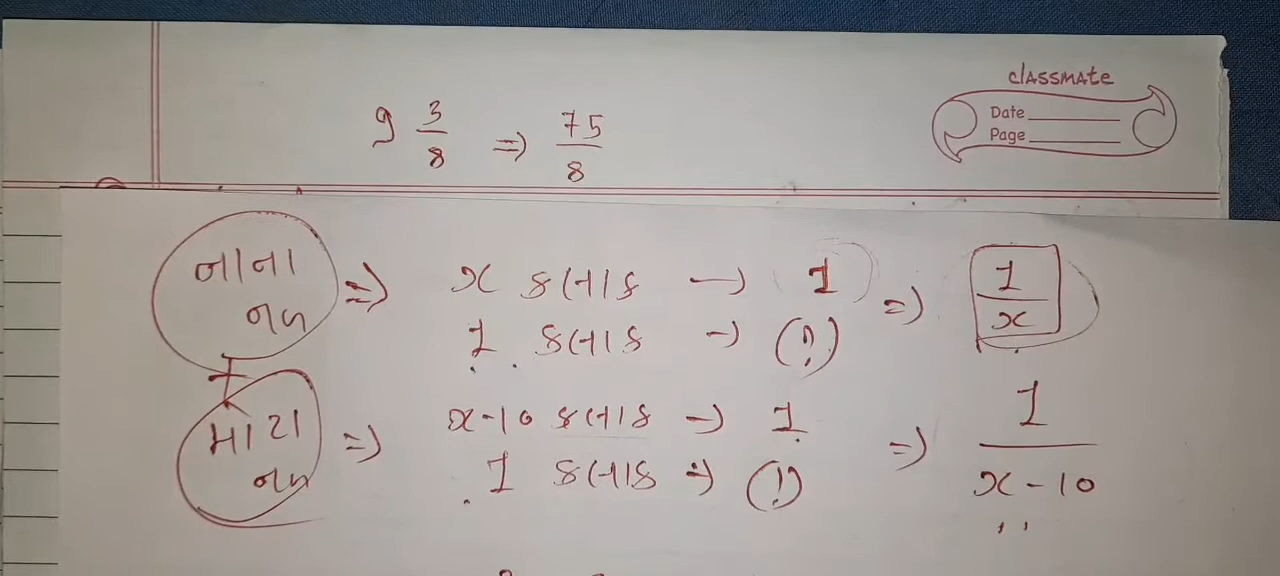 classmate
Date
Page
9 3/8 ⇒ 75/8
નાના નળ ⇒ x કલાક → 1 ⇒ 1/x
1 કલાક → (?)
મોટા નળ ⇒ x-10 કલાક → 1 ⇒ 1/(x-10)
1 કલાક → (?)